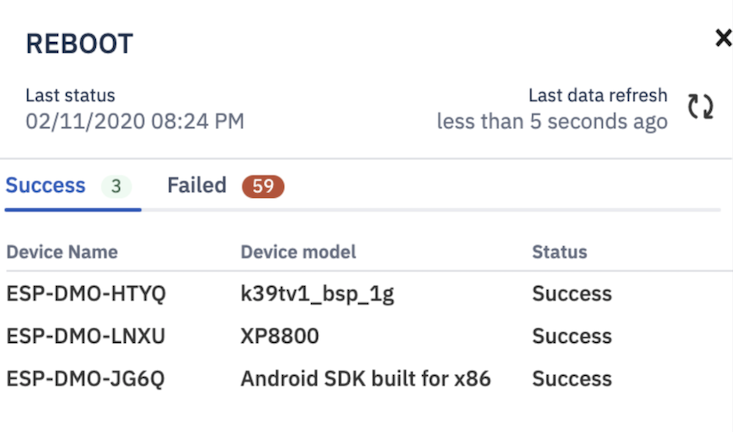 REBOOT
Last status
02/11/2020 08:24 PM
Last data refresh
less than 5 seconds ago
Success 3 Failed 59
Device Name Device model Status
ESP-DMO-HTYQ k39tv1_bsp_1g Success
ESP-DMO-LNXU XP8800 Success
ESP-DMO-JG6Q Android SDK built for x86 Success